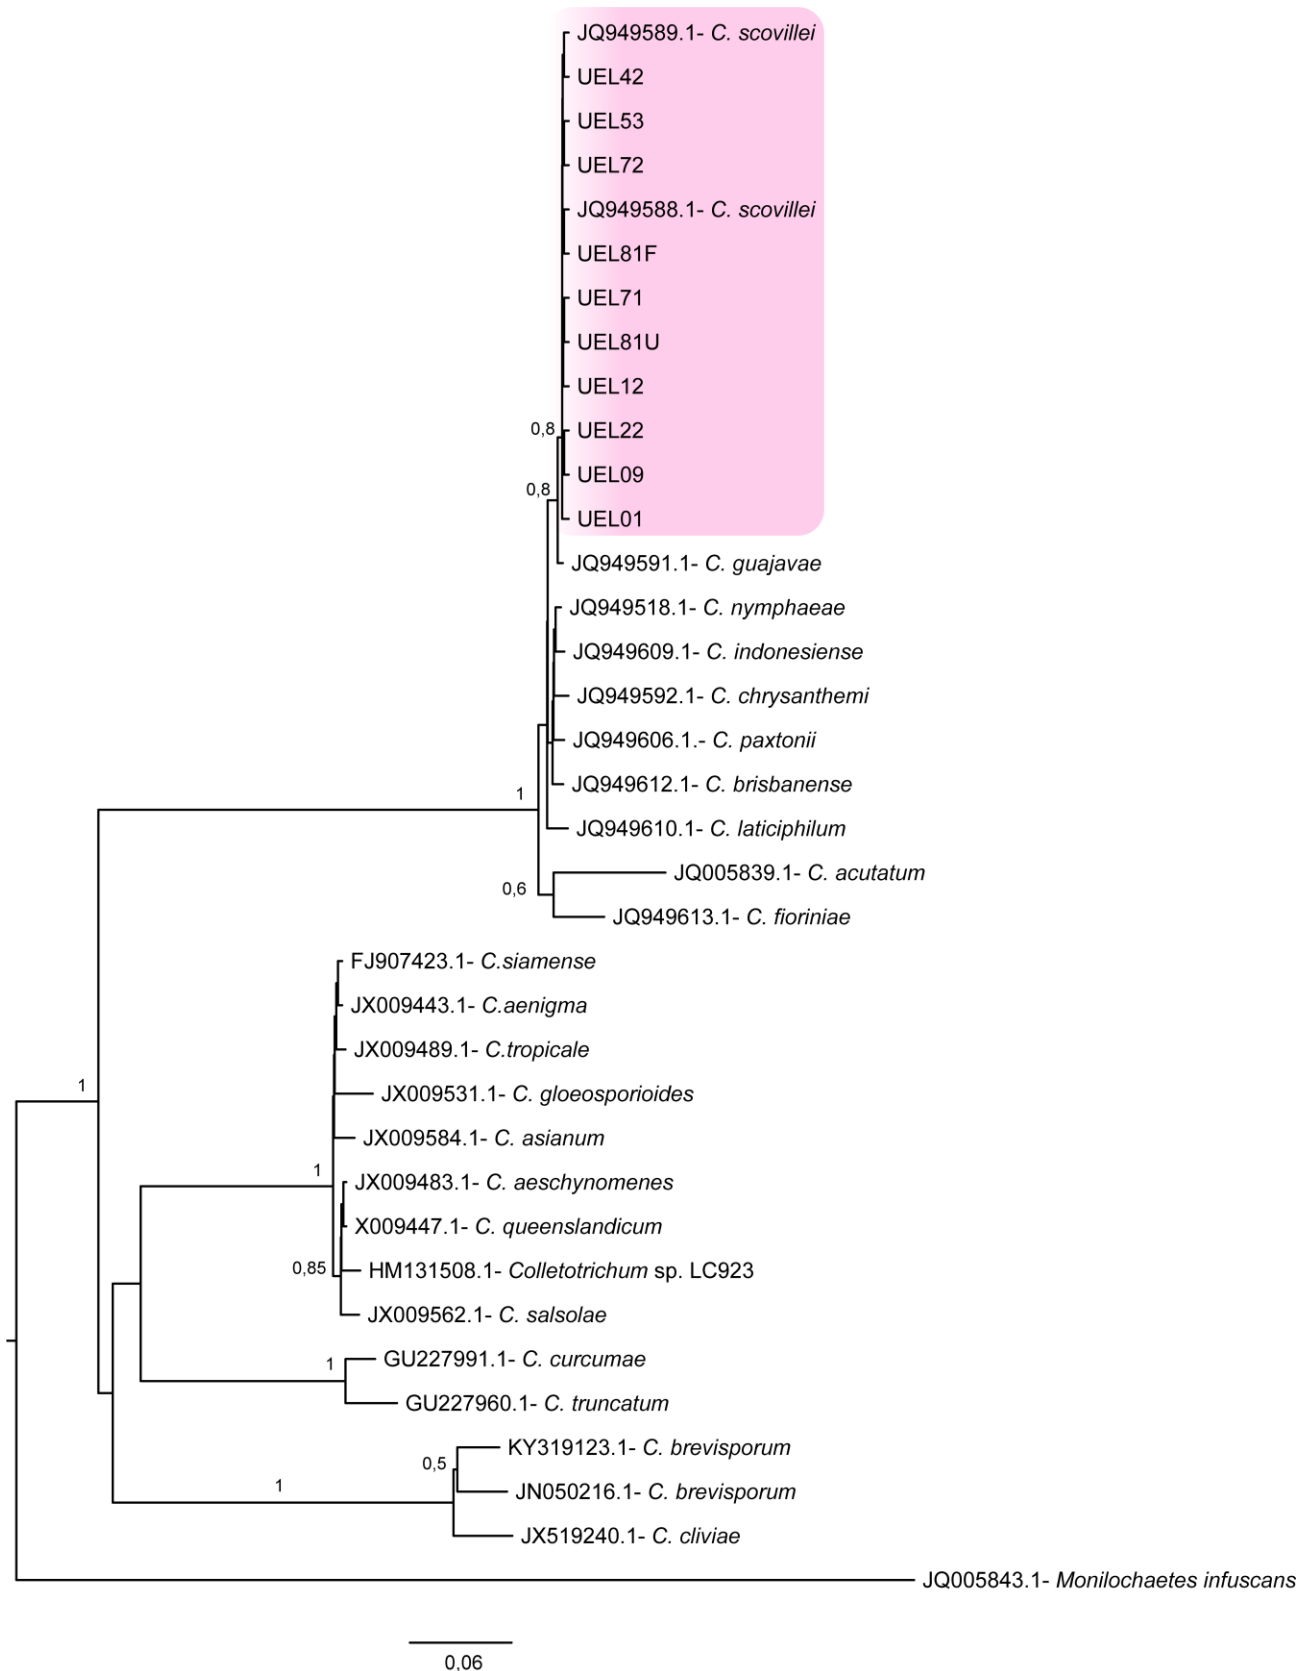 JQ949589.1- C. scovillei
UEL42
UEL53
UEL72
JQ949588.1- C. scovillei
UEL81F
UEL71
UEL81U
UEL12
0,8
UEL22
UEL09
0,8
UEL01
JQ949591.1- C. guajavae
JQ949518.1- C. nymphaeae
JQ949609.1- C. indonesiense
JQ949592.1- C. chrysanthemi
JQ949606.1.- C. paxtonii
JQ949612.1- C. brisbanense
1
JQ949610.1- C. laticiphilum
JQ005839.1- C. acutatum
0,6
JQ949613.1- C. fioriniae
FJ907423.1- C.siamense
JX009443.1- C.aenigma
JX009489.1- C.tropicale
1
JX009531.1- C. gloeosporioides
JX009584.1- C. asianum
1
JX009483.1- C. aeschynomenes
X009447.1- C. queenslandicum
0,85
HM131508.1- Colletotrichum sp. LC923
JX009562.1- C. salsolae
1
GU227991.1- C. curcumae
GU227960.1- C. truncatum
KY319123.1- C. brevisporum
0,5
1
JN050216.1- C. brevisporum
JX519240.1- C. cliviae
JQ005843.1- Monilochaetes infuscans
0,06